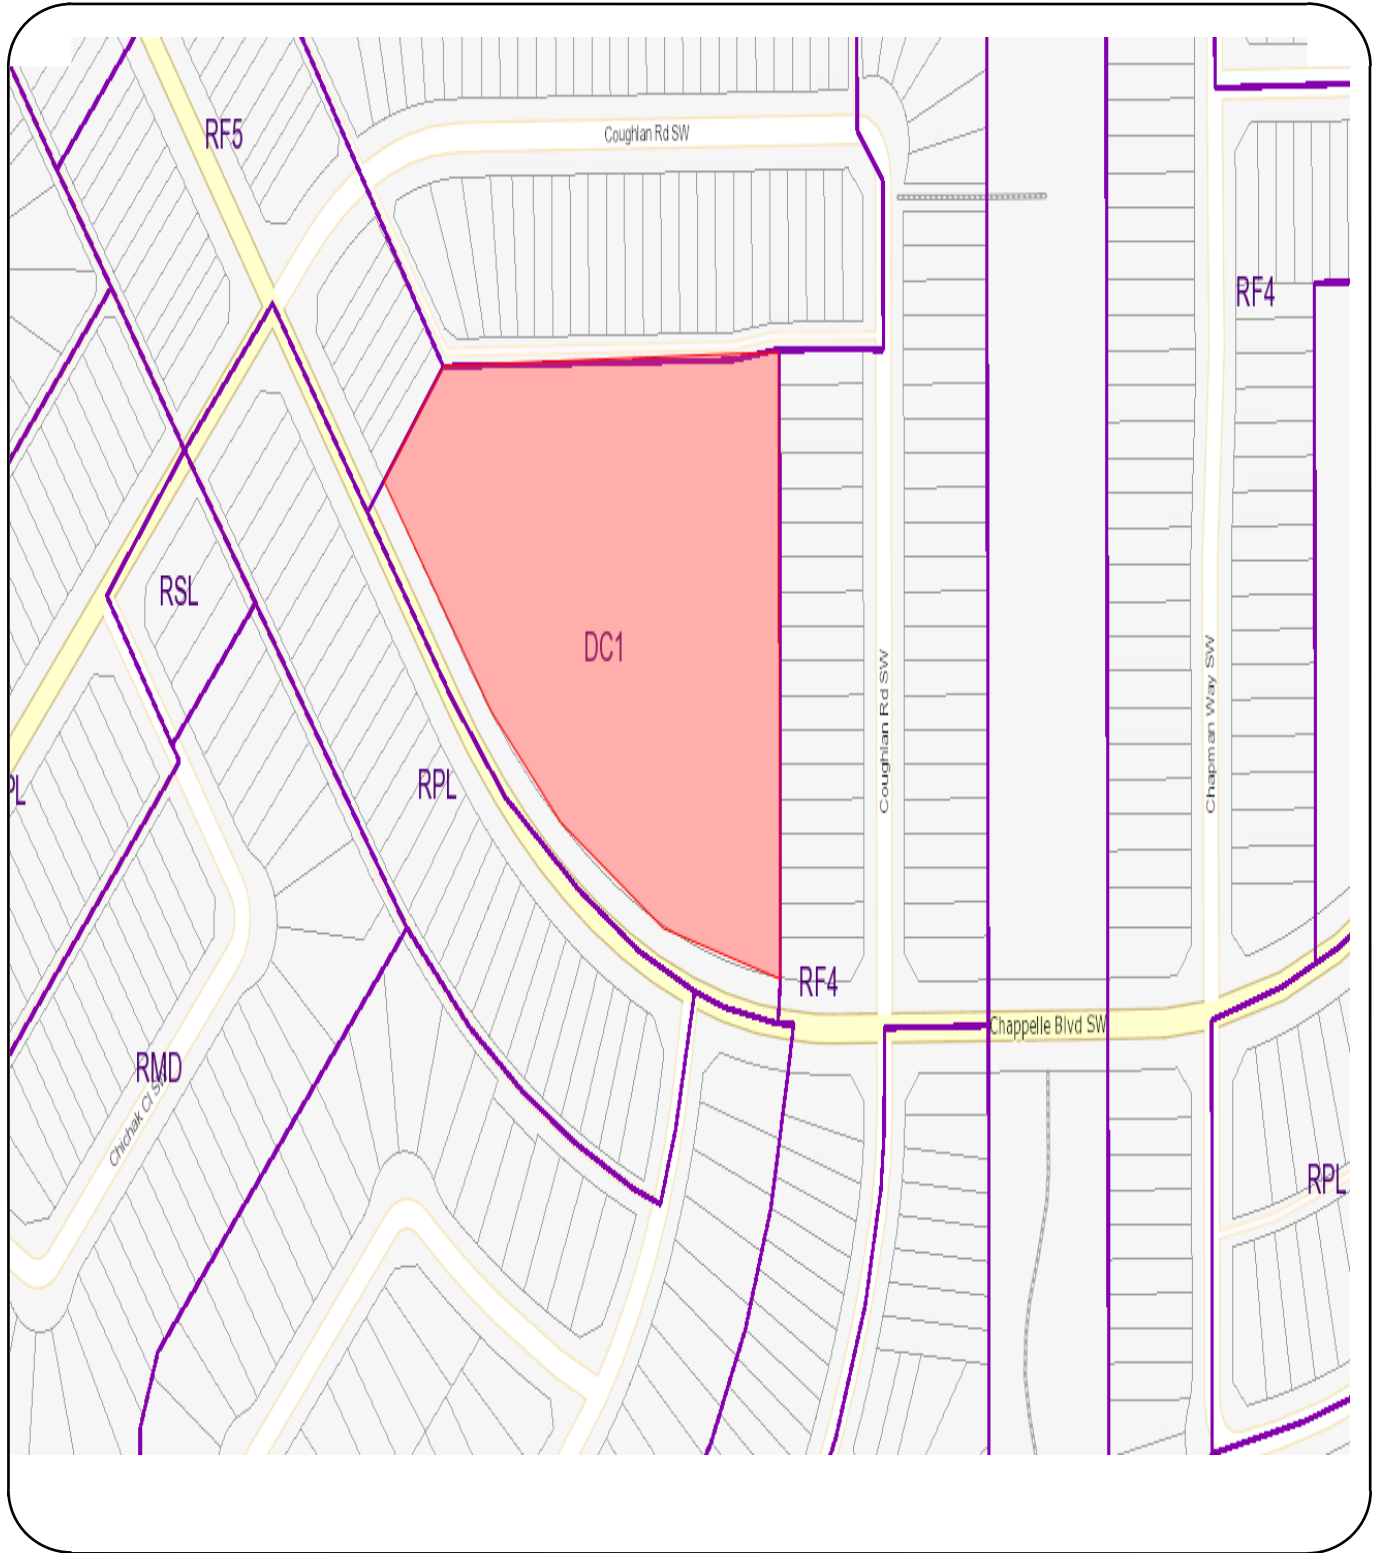 RF5
Coughlan Rd SW
RF4
RSL
DC1
Coughlan Rd SW
Chapman Way SW
PL
RPL
RF4
Chappelle Blvd SW
RMD
Chichak Cl S
RPL